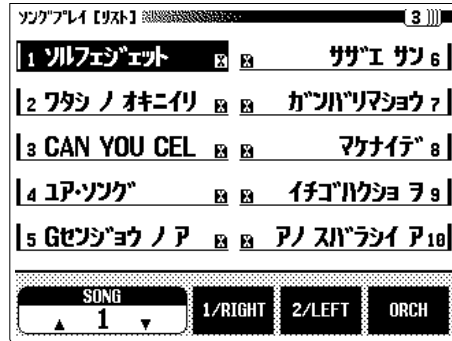 ソング プレイ [リスト] 3
1 ソルフェジェット X X サザエ サン 6
2 ワタシ ノ オキニイリ X X ガンバリマショウ 7
3 CAN YOU CEL X X マケナイデ 8
4 ユア・ソング X X イチゴハクショ ヲ 9
5 Gセンジョウ ノ ア X X アノ スバラシイ ア 10
SONG
▲ 1 ▼ 1/RIGHT 2/LEFT ORCH